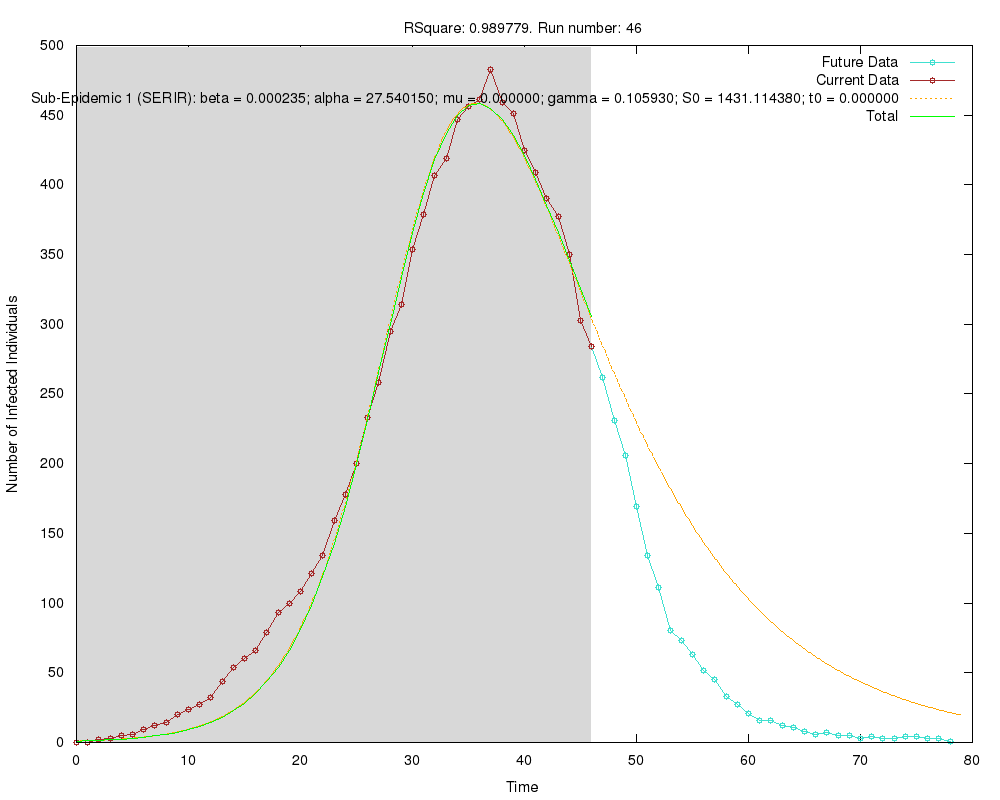 RSquare: 0.989779. Run number: 46
500
450
400
350
300
250
200
150
100
50
0
Number of Infected Individuals
Future Data
Current Data
Sub-Epidemic 1 (SERIR): beta = 0.000235; alpha = 27.540150; mu = 0.000000; gamma = 0.105930; S0 = 1431.114380; t0 = 0.000000
Total
0 10 20 30 40 50 60 70 80
Time